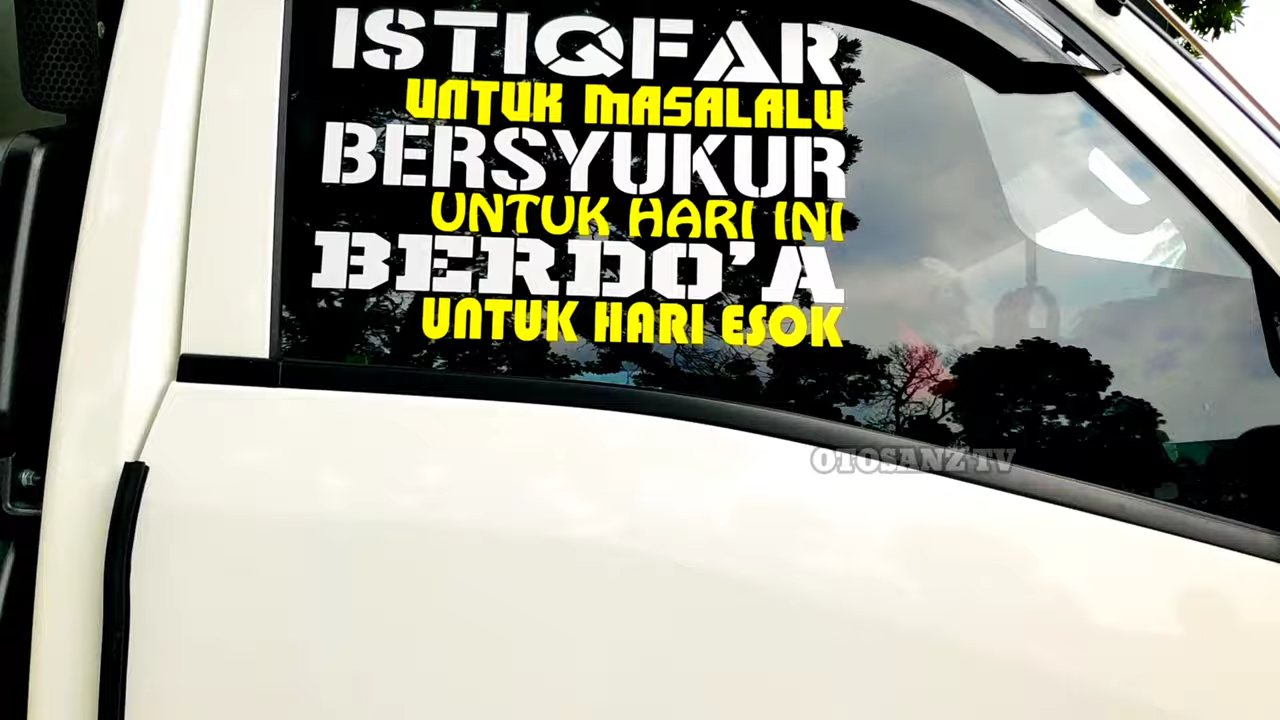 ISTIQFAR
UNTUK MASALALU
BERSYUKUR
UNTUK HARI INI
BERDO'A
UNTUK HARI ESOK
OTOSANZ TV